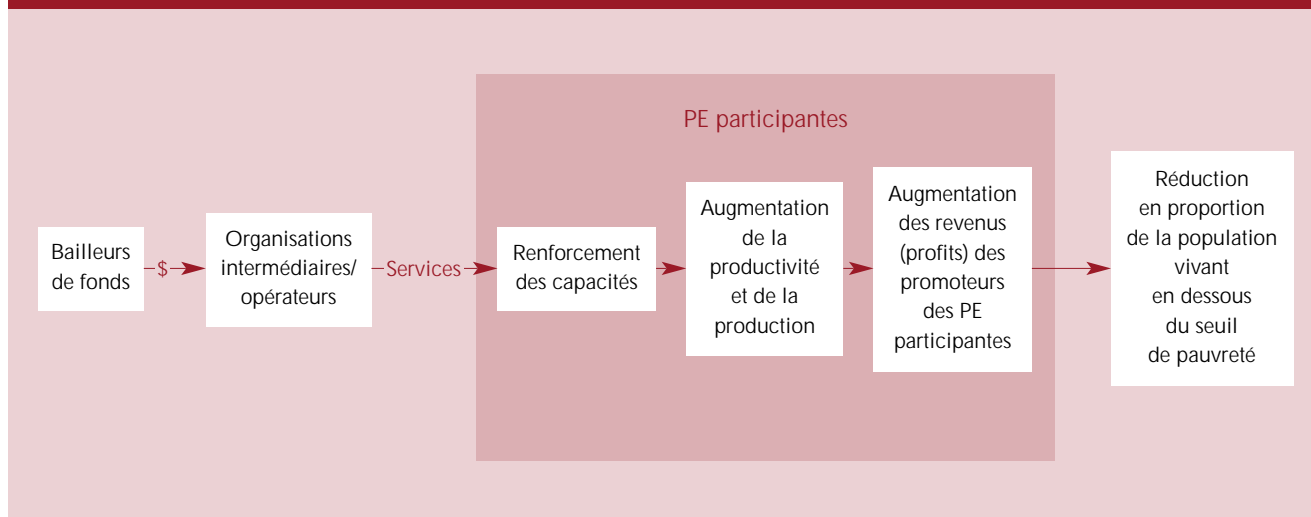 PE participantes
Bailleurs
de fonds
$
Organisations
intermédiaires/
opérateurs
Services
Renforcement
des capacités
Augmentation
de la
productivité
et de la
production
Augmentation
des revenus
(profits) des
promoteurs
des PE
participantes
Réduction
en proportion
de la population
vivant
en dessous
du seuil
de pauvreté